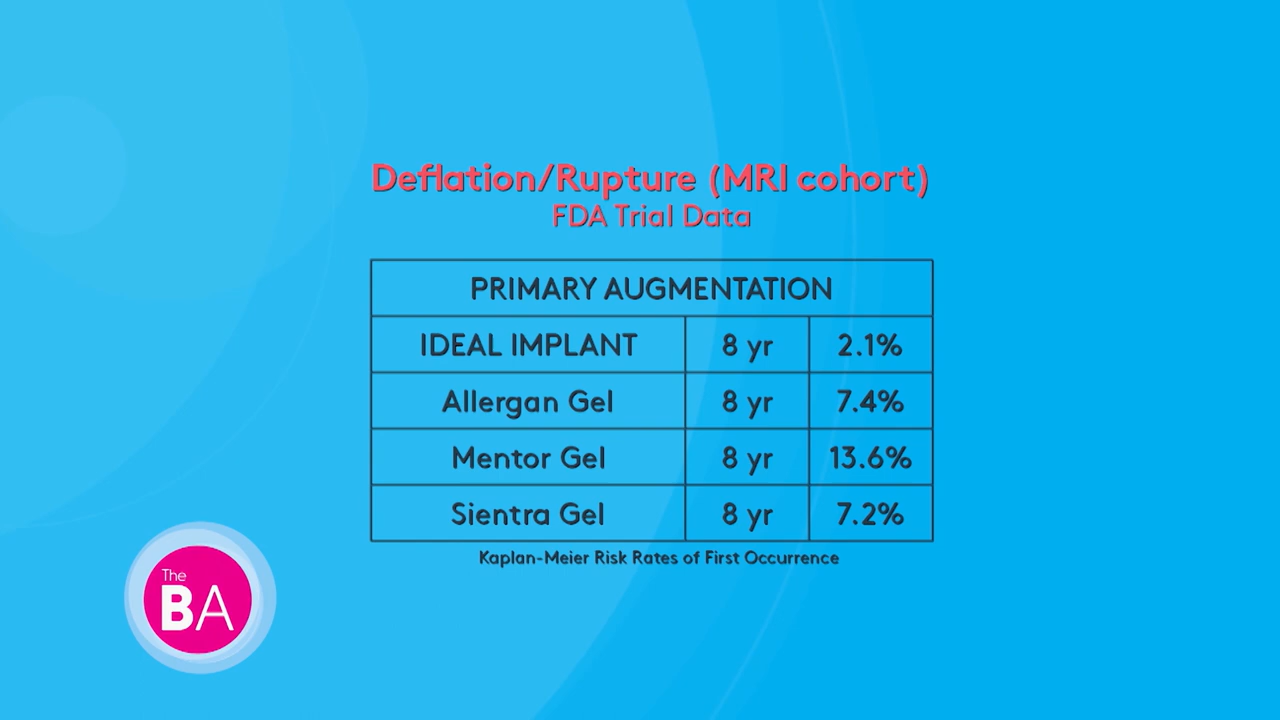 Deflation/Rupture (MRI cohort)
FDA Trial Data
PRIMARY AUGMENTATION
IDEAL IMPLANT 8 yr 2.1%
Allergan Gel 8 yr 7.4%
Mentor Gel 8 yr 13.6%
Sientra Gel 8 yr 7.2%
Kaplan-Meier Risk Rates of First Occurrence
The
BA